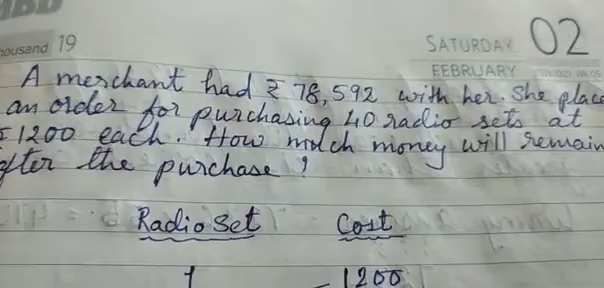 thousand 19
SATURDAY 02
FEBRUARY
A merchant had ₹ 78,592 with her. She place
an order for purchasing 40 radio sets at
₹1200 each. How much money will remain
after the purchase ?
Radio Set Cost
1 - 1200